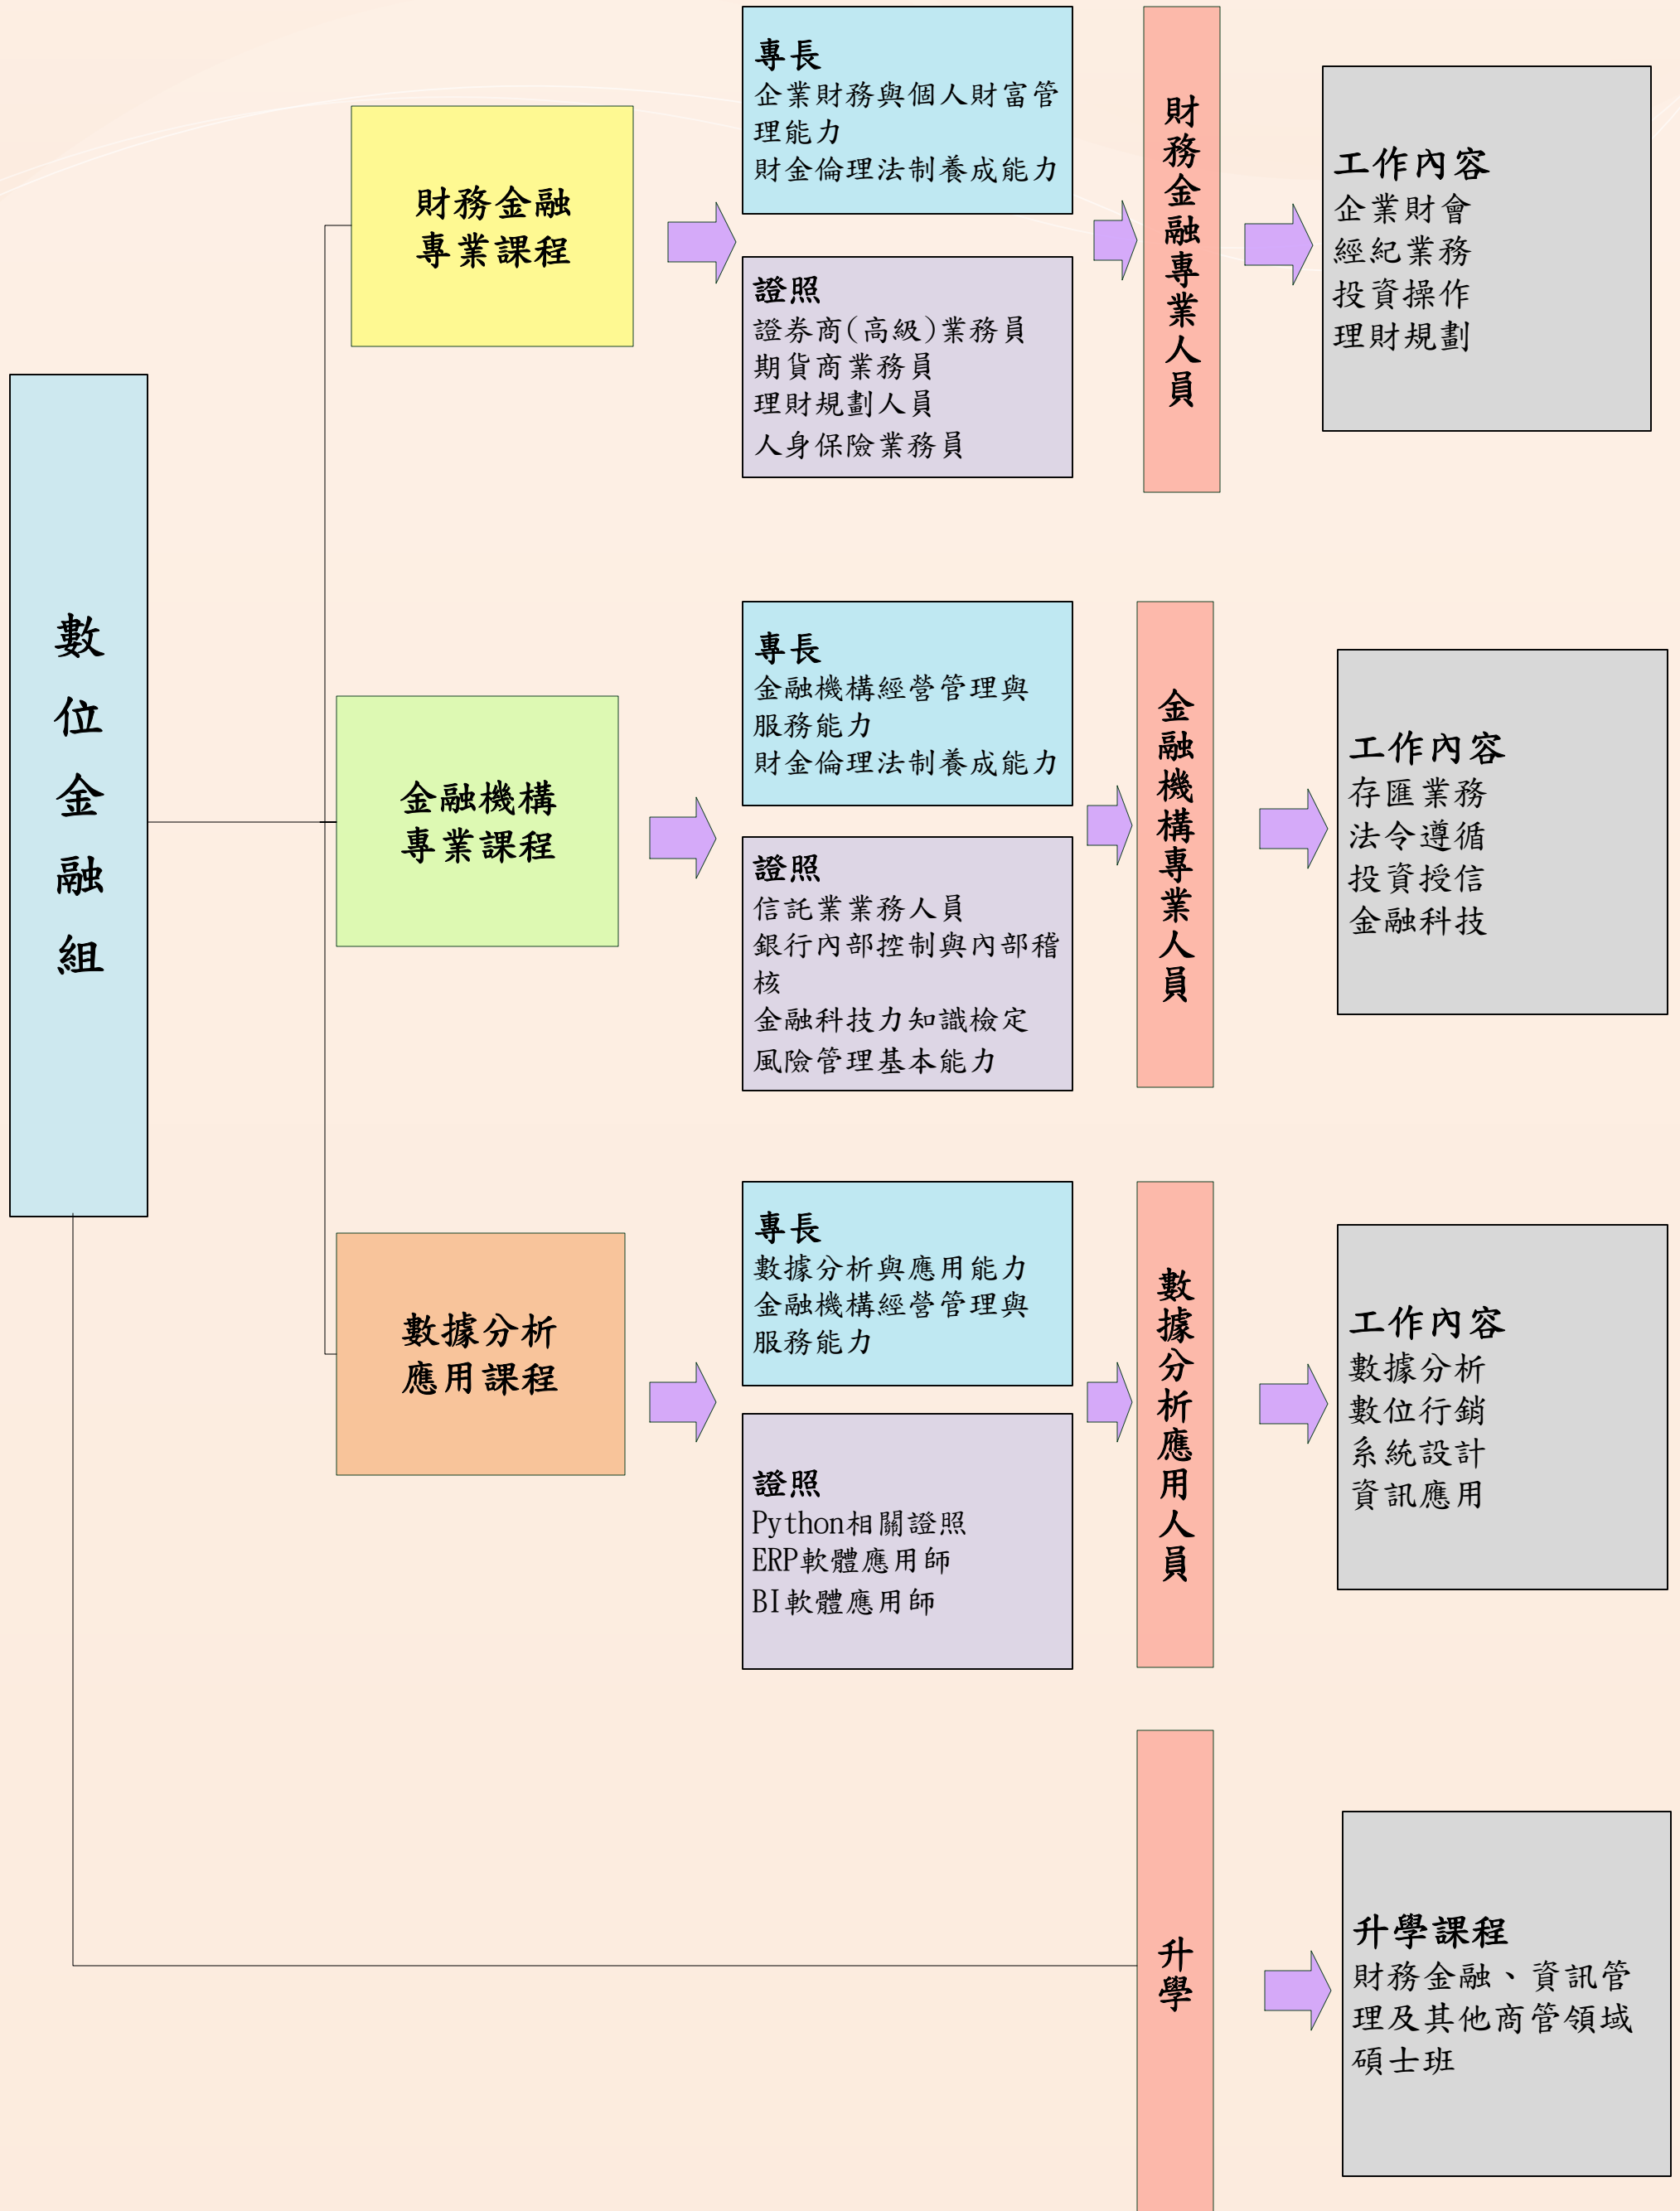 數位金融組
財務金融
專業課程
專長
企業財務與個人財富管
理能力
財金倫理法制養成能力
證照
證券商(高級)業務員
期貨商業務員
理財規劃人員
人身保險業務員
財務金融專業人員
工作內容
企業財會
經紀業務
投資操作
理財規劃
金融機構
專業課程
專長
金融機構經營管理與
服務能力
財金倫理法制養成能力
證照
信託業業務人員
銀行內部控制與內部稽
核
金融科技力知識檢定
風險管理基本能力
金融機構專業人員
工作內容
存匯業務
法令遵循
投資授信
金融科技
數據分析
應用課程
專長
數據分析與應用能力
金融機構經營管理與
服務能力
證照
Python相關證照
ERP軟體應用師
BI軟體應用師
數據分析應用人員
工作內容
數據分析
數位行銷
系統設計
資訊應用
升學
升學課程
財務金融、資訊管
理及其他商管領域
碩士班